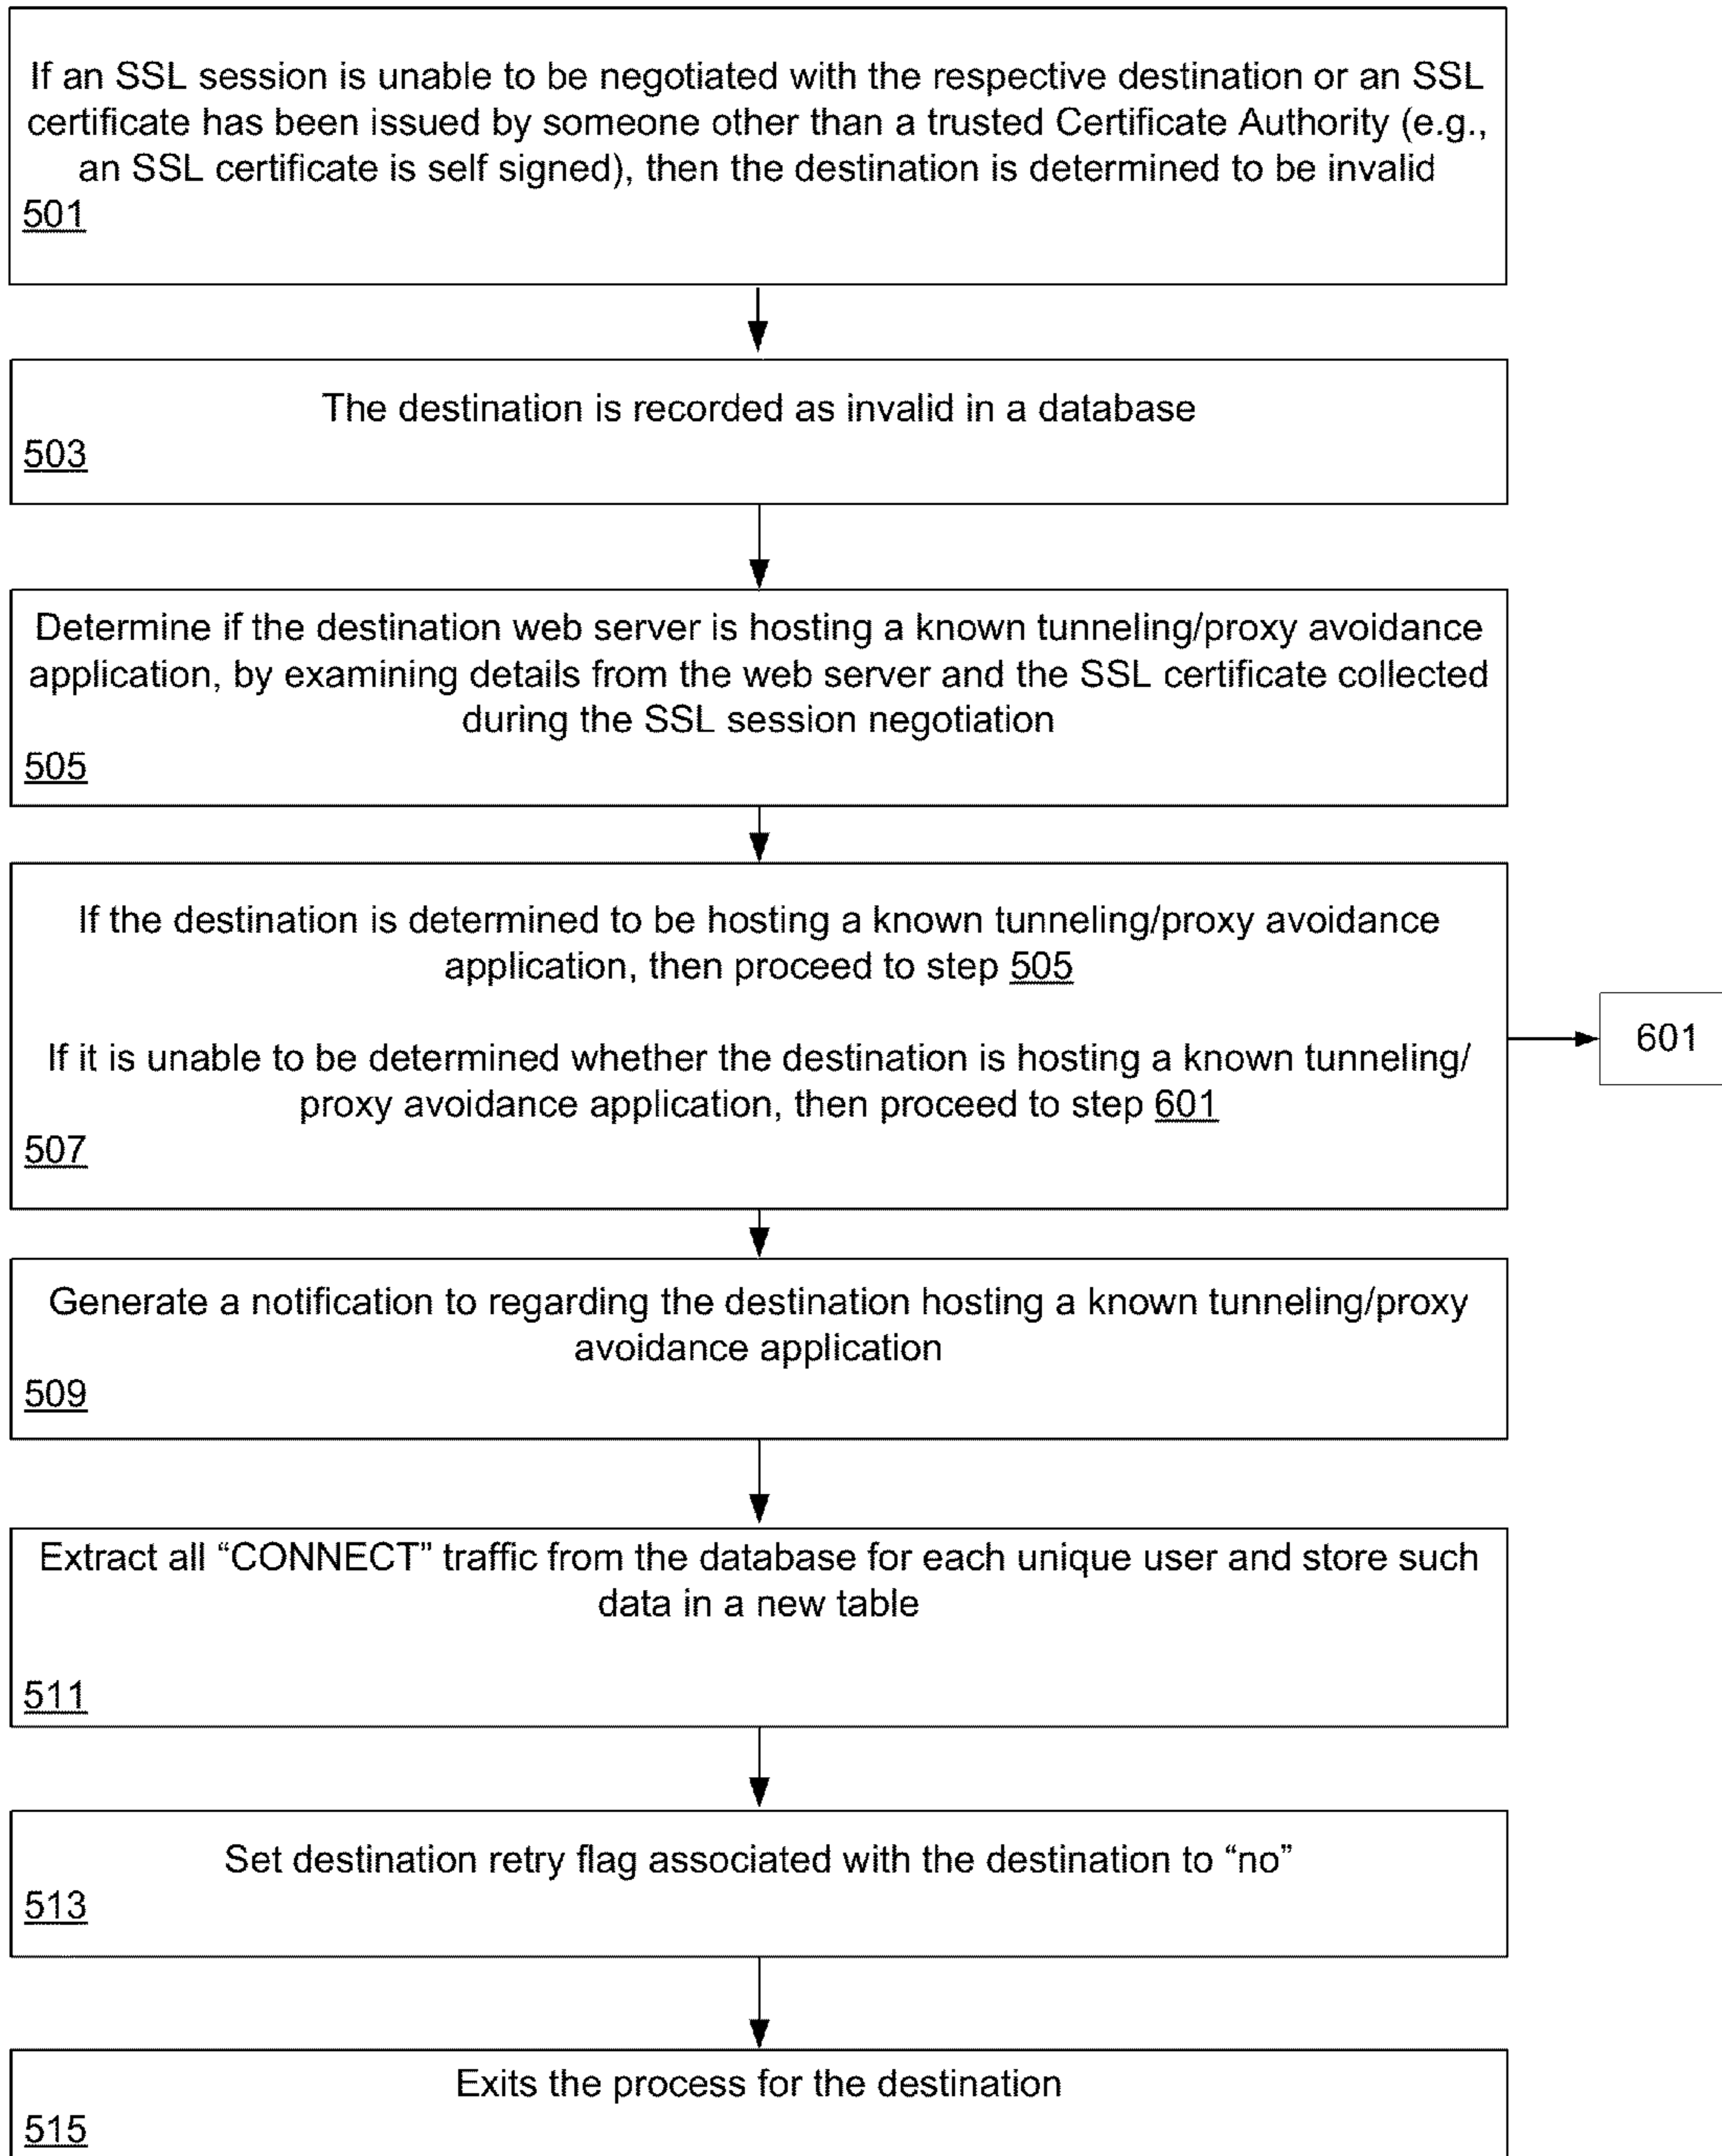 If an SSL session is unable to be negotiated with the respective destination or an SSL
certificate has been issued by someone other than a trusted Certificate Authority (e.g.,
an SSL certificate is self signed), then the destination is determined to be invalid
501
The destination is recorded as invalid in a database
503
Determine if the destination web server is hosting a known tunneling/proxy avoidance
application, by examining details from the web server and the SSL certificate collected
during the SSL session negotiation
505
If the destination is determined to be hosting a known tunneling/proxy avoidance
application, then proceed to step 505
If it is unable to be determined whether the destination is hosting a known tunneling/
proxy avoidance application, then proceed to step 601
507
601
Generate a notification to regarding the destination hosting a known tunneling/proxy
avoidance application
509
Extract all “CONNECT” traffic from the database for each unique user and store such
data in a new table
511
Set destination retry flag associated with the destination to “no”
513
Exits the process for the destination
515